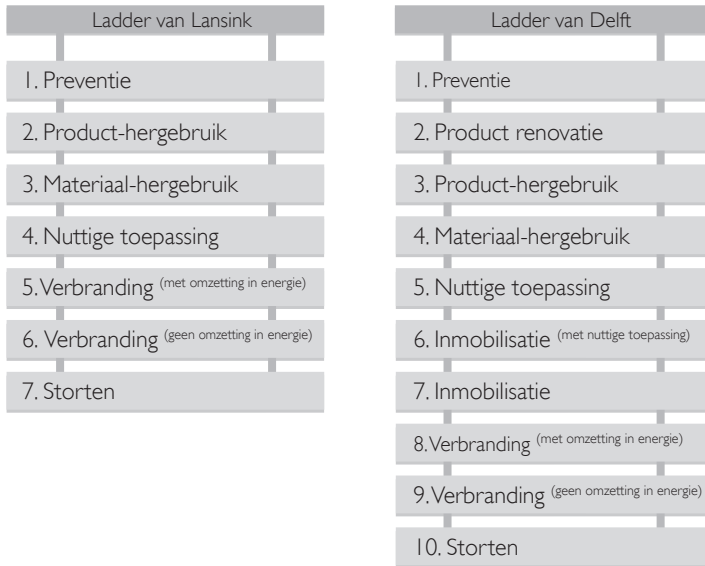 Ladder van Lansink
1. Preventie
2. Product-hergebruik
3. Materiaal-hergebruik
4. Nuttige toepassing
5. Verbranding (met omzetting in energie)
6. Verbranding (geen omzetting in energie)
7. Storten
Ladder van Delft
1. Preventie
2. Product renovatie
3. Product-hergebruik
4. Materiaal-hergebruik
5. Nuttige toepassing
6. Inmobilisatie (met nuttige toepassing)
7. Inmobilisatie
8. Verbranding (met omzetting in energie)
9. Verbranding (geen omzetting in energie)
10. Storten